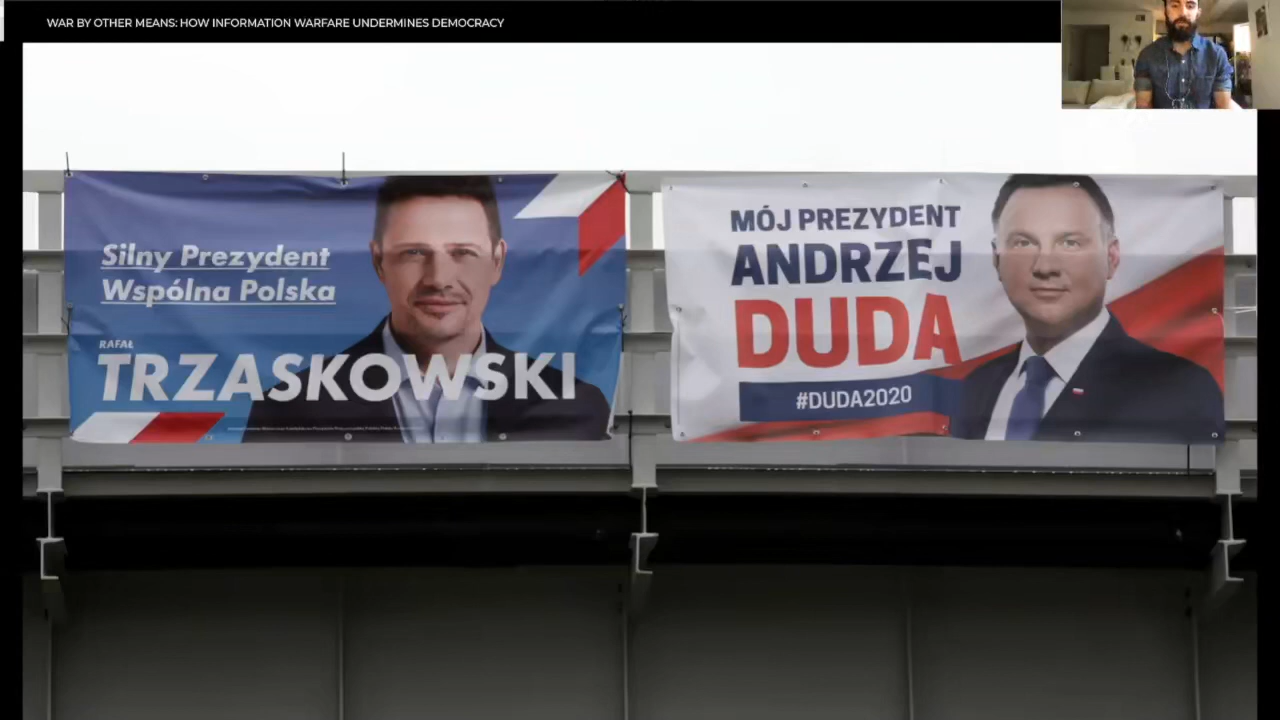 WAR BY OTHER MEANS: HOW INFORMATION WARFARE UNDERMINES DEMOCRACY
Silny Prezydent
Wspólna Polska
RAFAŁ
TRZASKOWSKI
MÓJ PREZYDENT
ANDRZEJ
DUDA
#DUDA2020